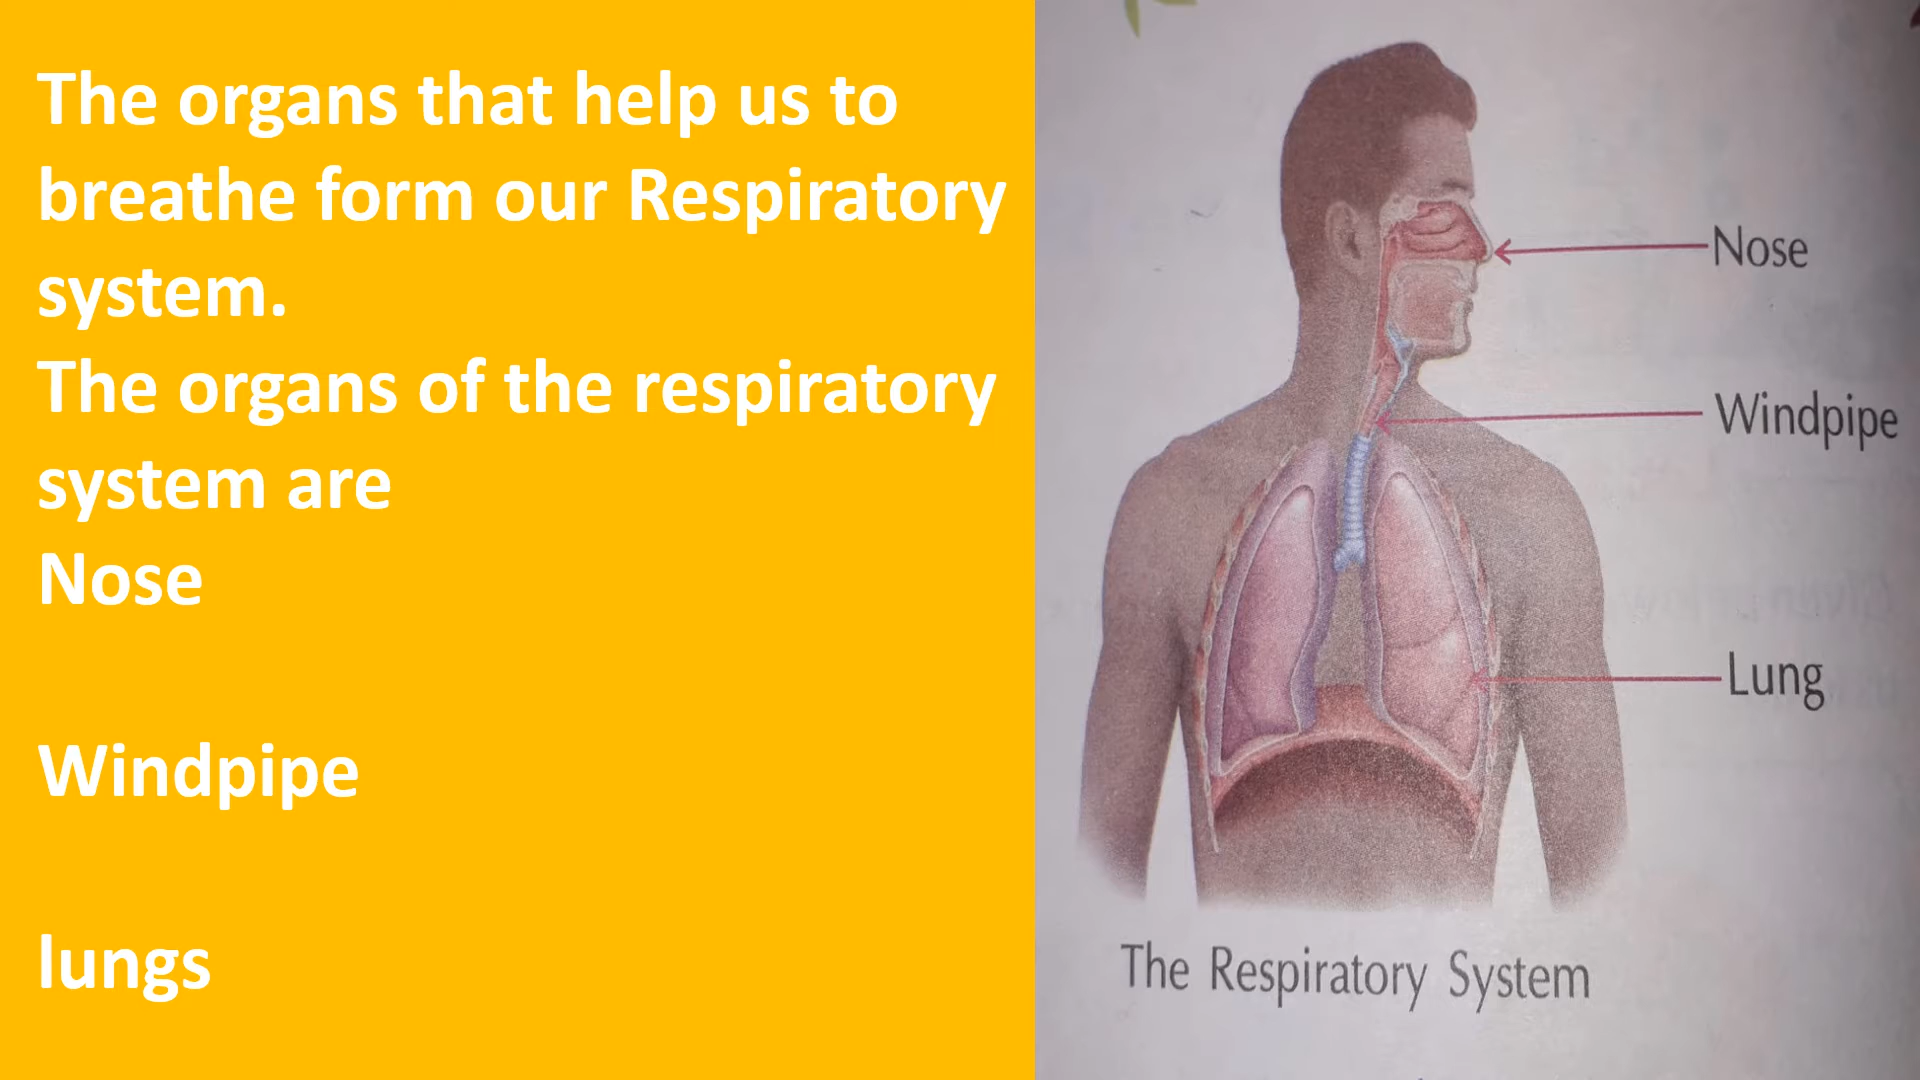 The organs that help us to
breathe form our Respiratory
system.
The organs of the respiratory
system are
Nose
Windpipe
lungs
Nose
Windpipe
Lung
The Respiratory System